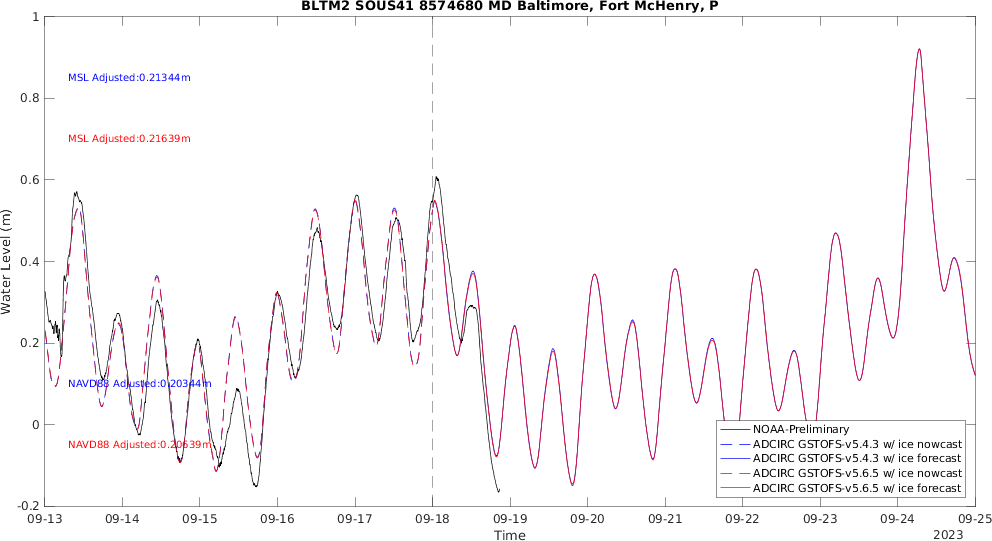 BLTM2 SOUS41 8574680 MD Baltimore, Fort McHenry, P
1
0.8
0.6
0.4
0.2
0
-0.2
Water Level (m)
MSL Adjusted:0.21344m
MSL Adjusted:0.21639m
NAVD88 Adjusted:0.20344m
NAVD88 Adjusted:0.20639m
NOAA-Preliminary
ADCIRC GSTOFS-v5.4.3 w/ ice nowcast
ADCIRC GSTOFS-v5.4.3 w/ ice forecast
ADCIRC GSTOFS-v5.6.5 w/ ice nowcast
ADCIRC GSTOFS-v5.6.5 w/ ice forecast
09-13 09-14 09-15 09-16 09-17 09-18 09-19 09-20 09-21 09-22 09-23 09-24 09-25
Time
2023